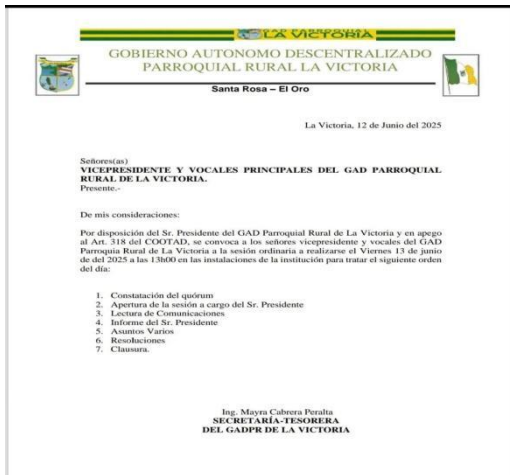 GAD PARROQUIAL
LA VICTORIA
GOBIERNO AUTONOMO DESCENTRALIZADO
PARROQUIAL RURAL LA VICTORIA
Santa Rosa – El Oro
La Victoria, 12 de Junio del 2025
Señores(as)
VICEPRESIDENTE Y VOCALES PRINCIPALES DEL GAD PARROQUIAL
RURAL DE LA VICTORIA.
Presente.-
De mis consideraciones:
Por disposición del Sr. Presidente del GAD Parroquial Rural de La Victoria y en apego
al Art. 318 del COOTAD, se convoca a los señores vicepresidente y vocales del GAD
Parroquia Rural de La Victoria a la sesión ordinaria a realizarse el Viernes 13 de junio
de del 2025 a las 13h00 en las instalaciones de la institución para tratar el siguiente orden
del día:
1. Constatación del quórum
2. Apertura de la sesión a cargo del Sr. Presidente
3. Lectura de Comunicaciones
4. Informe del Sr. Presidente
5. Asuntos Varios
6. Resoluciones
7. Clausura.
Ing. Mayra Cabrera Peralta
SECRETARÍA-TESORERA
DEL GADPR DE LA VICTORIA